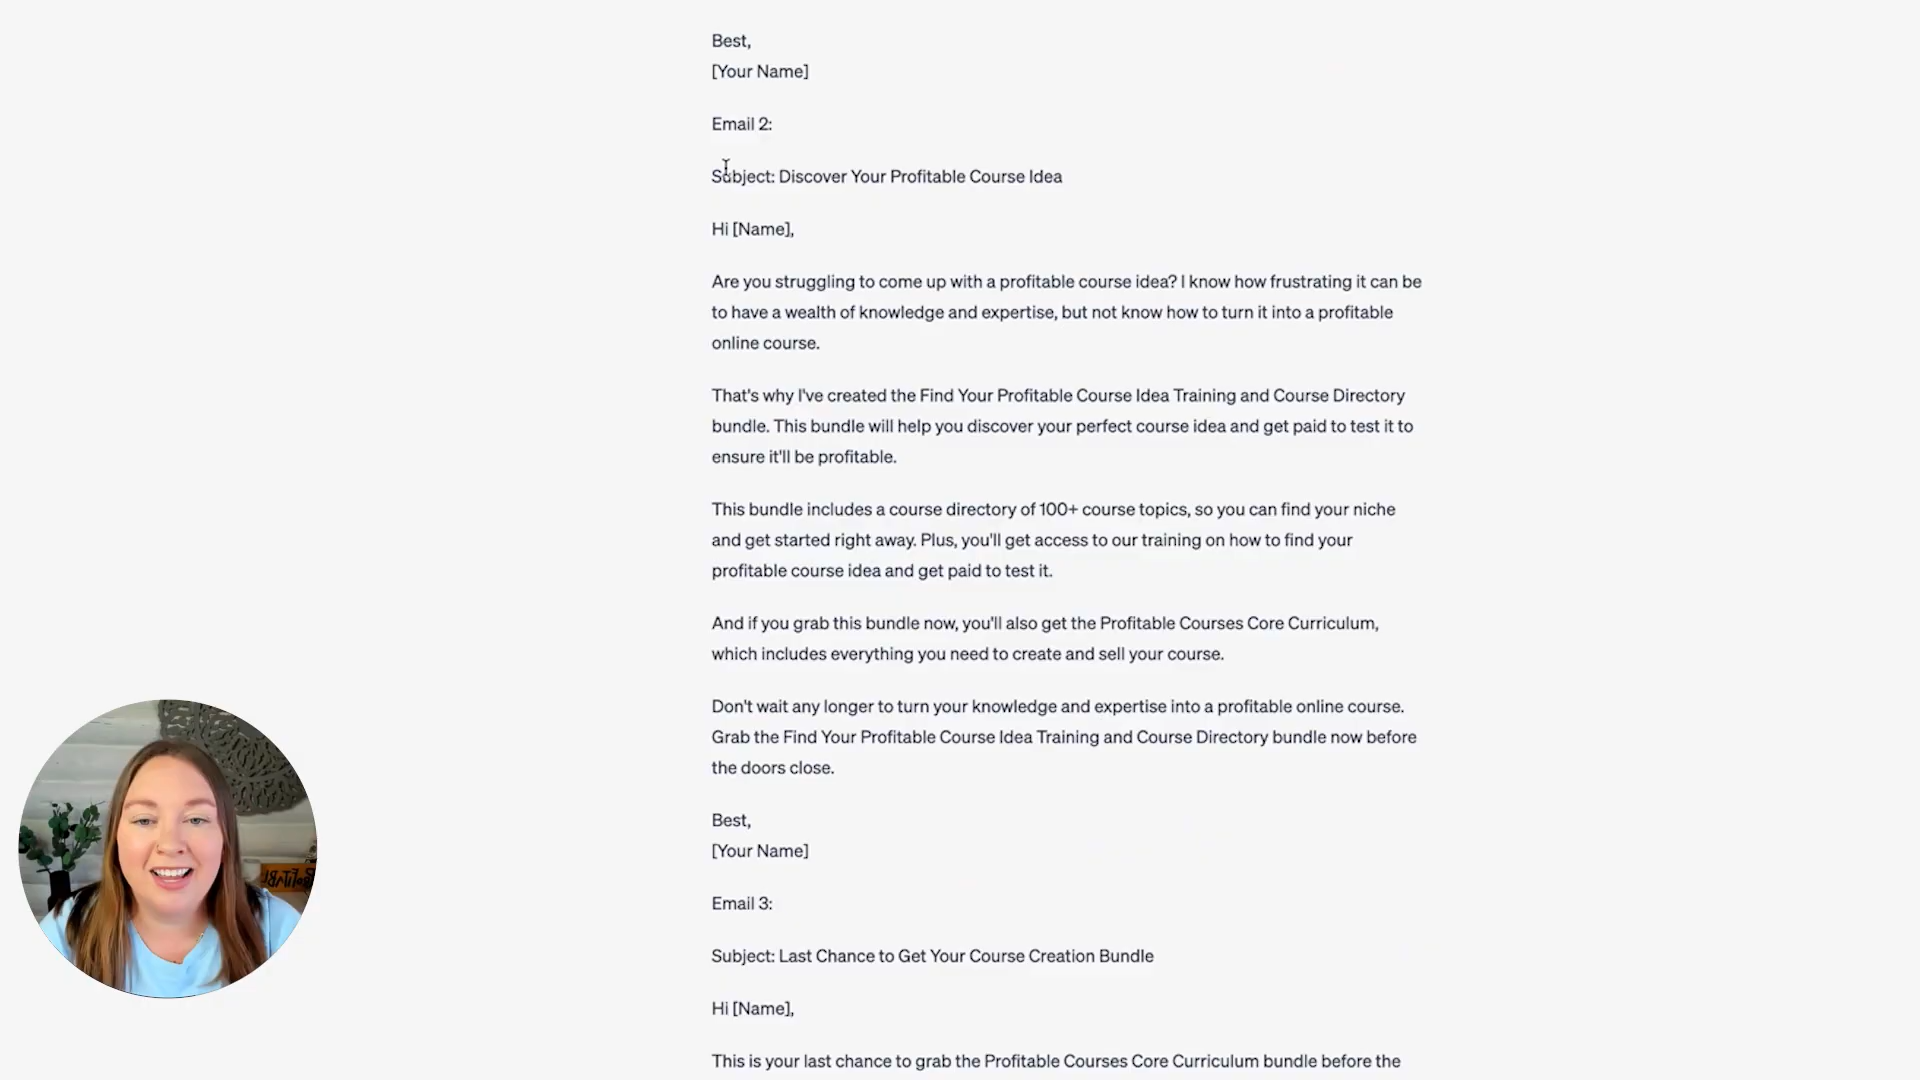 Best,
[Your Name]
Email 2:
Subject: Discover Your Profitable Course Idea
Hi [Name],
Are you struggling to come up with a profitable course idea? I know how frustrating it can be
to have a wealth of knowledge and expertise, but not know how to turn it into a profitable
online course.
That's why I've created the Find Your Profitable Course Idea Training and Course Directory
bundle. This bundle will help you discover your perfect course idea and get paid to test it to
ensure it'll be profitable.
This bundle includes a course directory of 100+ course topics, so you can find your niche
and get started right away. Plus, you'll get access to our training on how to find your
profitable course idea and get paid to test it.
And if you grab this bundle now, you'll also get the Profitable Courses Core Curriculum,
which includes everything you need to create and sell your course.
Don't wait any longer to turn your knowledge and expertise into a profitable online course.
Grab the Find Your Profitable Course Idea Training and Course Directory bundle now before
the doors close.
Best,
[Your Name]
Email 3:
Subject: Last Chance to Get Your Course Creation Bundle
Hi [Name],
This is your last chance to grab the Profitable Courses Core Curriculum bundle before the